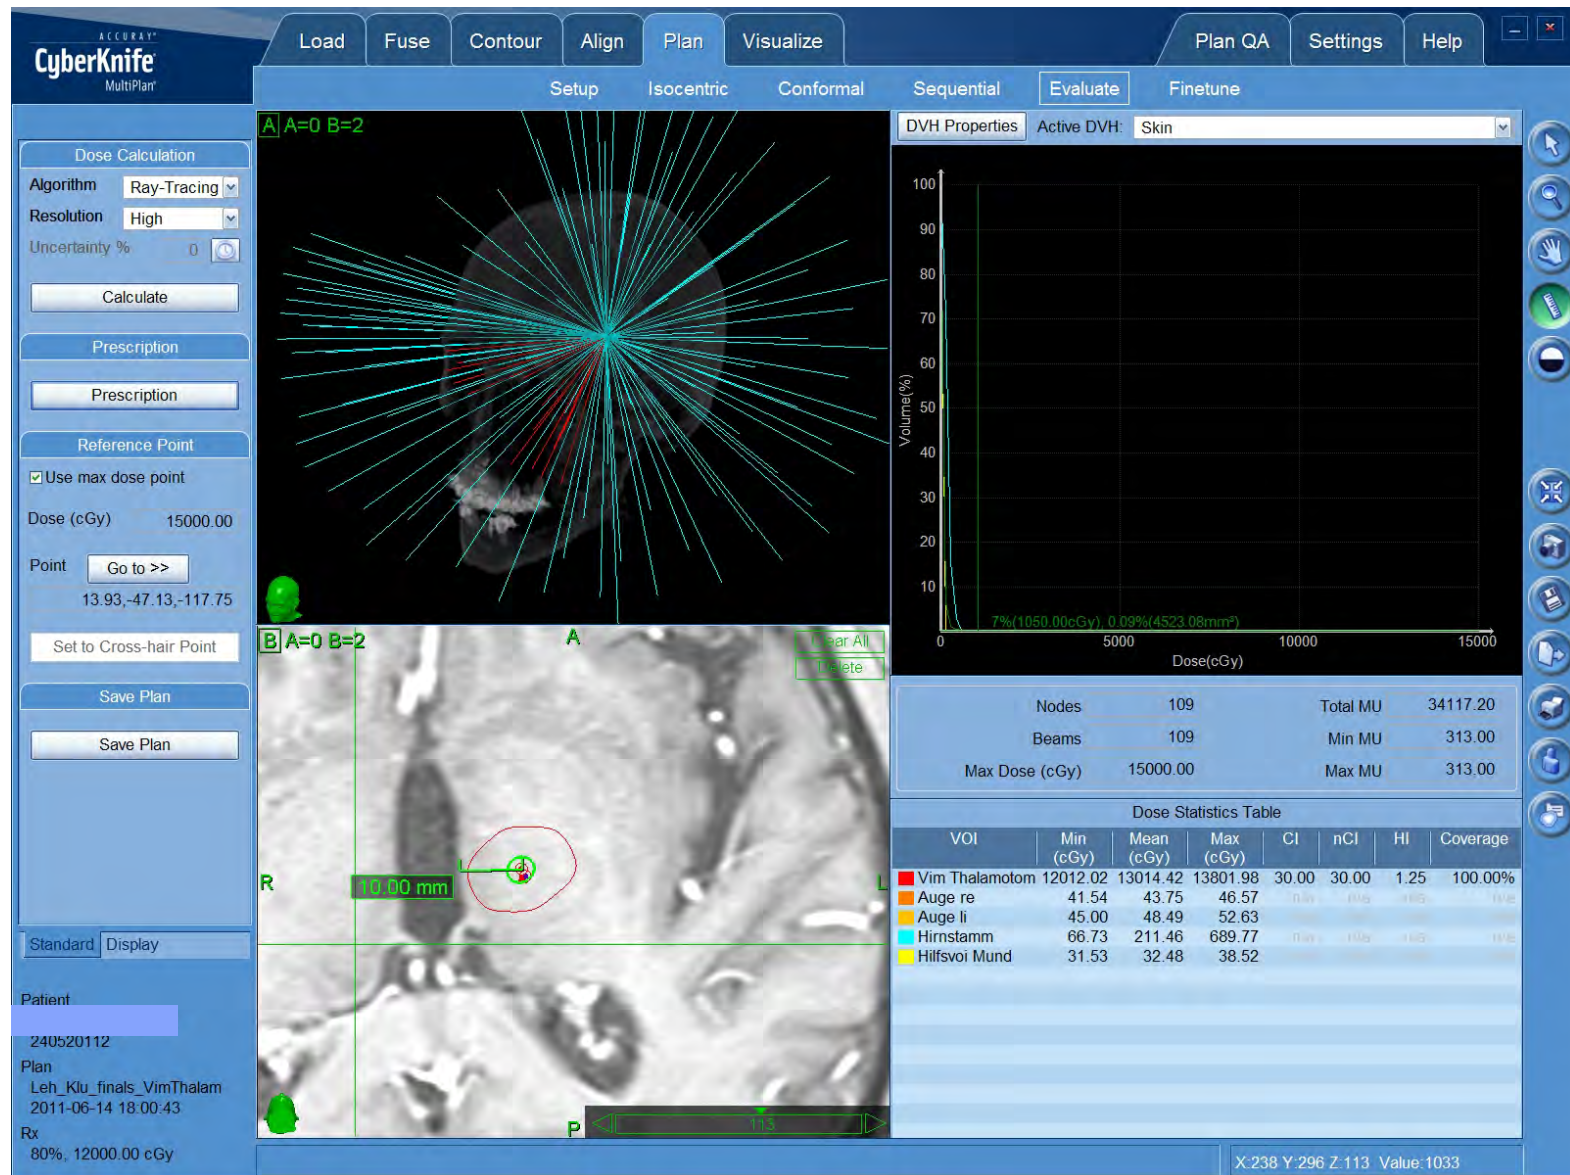 ACCURAY
CyberKnife
MultiPlan
Load Fuse Contour Align Plan Visualize Plan QA Settings Help
Setup Isocentric Conformal Sequential Evaluate Finetune
Dose Calculation
Algorithm Ray-Tracing
Resolution High
Uncertainty % 0
Calculate
Prescription
Prescription
Reference Point
Use max dose point
Dose (cGy) 15000.00
Point Go to >>
13.93,-47.13,-117.75
Set to Cross-hair Point
Save Plan
Save Plan
Standard Display
Patient
240520112
Plan
Leh_Klu_finals_VimThalam
2011-06-14 18:00:43
Rx
80%, 12000.00 cGy
A A=0 B=2
B A=0 B=2
A
Clear All
Delete
R
L
L
10.00 mm
P
113
DVH Properties Active DVH: Skin
100
90
80
70
60
50
40
30
20
10
Volume(%)
7%(1050.00cGy), 0.09%(4523.08mm³)
0 5000 10000 15000
Dose(cGy)
Nodes 109 Total MU 34117.20
Beams 109 Min MU 313.00
Max Dose (cGy) 15000.00 Max MU 313.00
Dose Statistics Table
VOI Min (cGy) Mean (cGy) Max (cGy) CI nCI HI Coverage
Vim Thalamotom 12012.02 13014.42 13801.98 30.00 30.00 1.25 100.00%
Auge re 41.54 43.75 46.57 n/a n/a n/a n/a
Auge li 45.00 48.49 52.63
Hirnstamm 66.73 211.46 689.77 n/a n/a n/a n/a
Hilfsvoi Mund 31.53 32.48 38.52
X:238 Y:296 Z:113 Value:1033